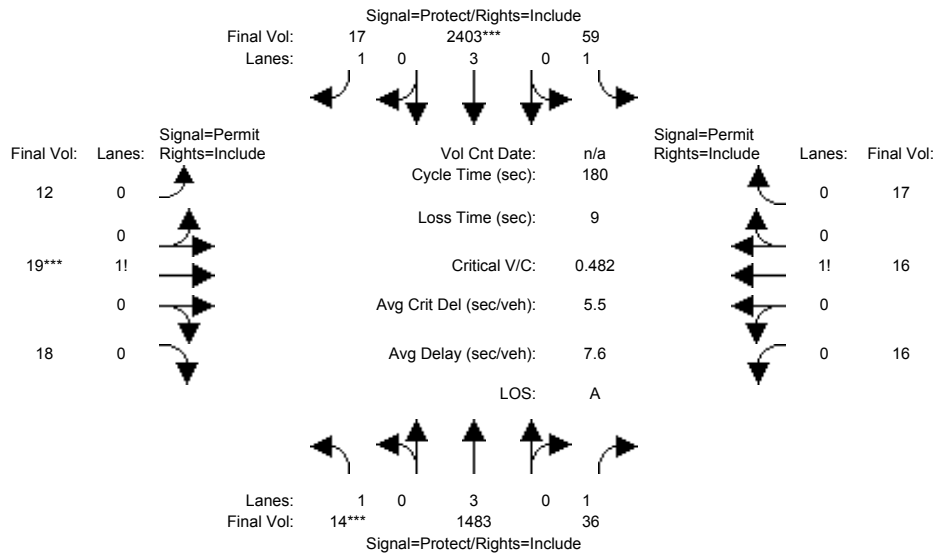 Signal=Protect/Rights=Include
Final Vol: 17 2403*** 59
Lanes: 1 0 3 0 1
Signal=Permit Signal=Permit
Final Vol: Lanes: Rights=Include Vol Cnt Date: n/a Rights=Include Lanes: Final Vol:
Cycle Time (sec): 180
12 0 0 17
Loss Time (sec): 9
0 0
19*** 1! Critical V/C: 0.482 1! 16
0 Avg Crit Del (sec/veh): 5.5 0
18 0 Avg Delay (sec/veh): 7.6 0 16
LOS: A
Lanes: 1 0 3 0 1
Final Vol: 14*** 1483 36
Signal=Protect/Rights=Include